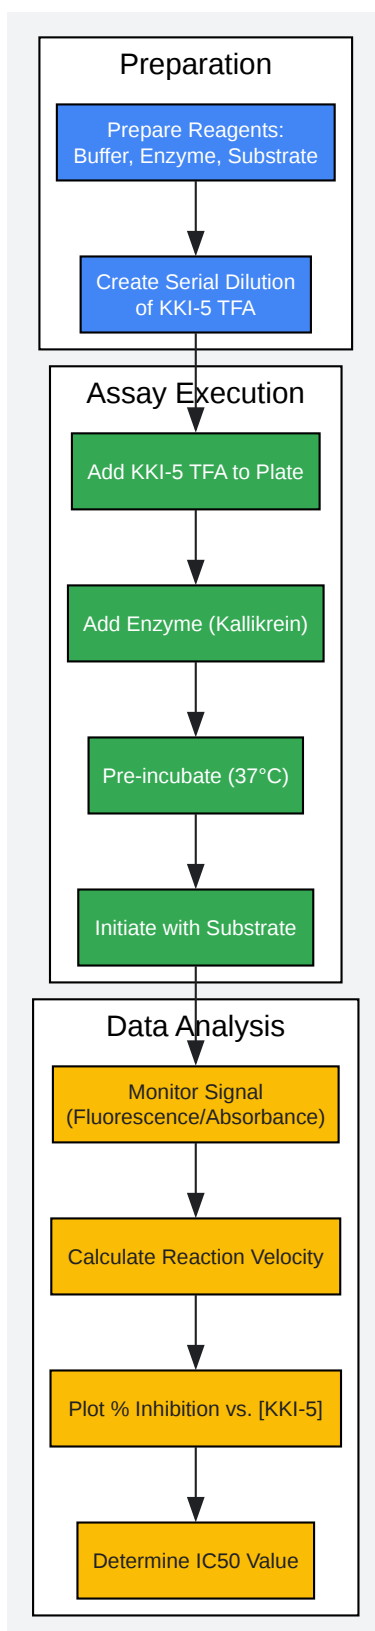 Preparation
Prepare Reagents:
Buffer, Enzyme, Substrate
Create Serial Dilution
of KKI-5 TFA
Assay Execution
Add KKI-5 TFA to Plate
Add Enzyme (Kallikrein)
Pre-incubate (37°C)
Initiate with Substrate
Data Analysis
Monitor Signal
(Fluorescence/Absorbance)
Calculate Reaction Velocity
Plot % Inhibition vs. [KKI-5]
Determine IC50 Value